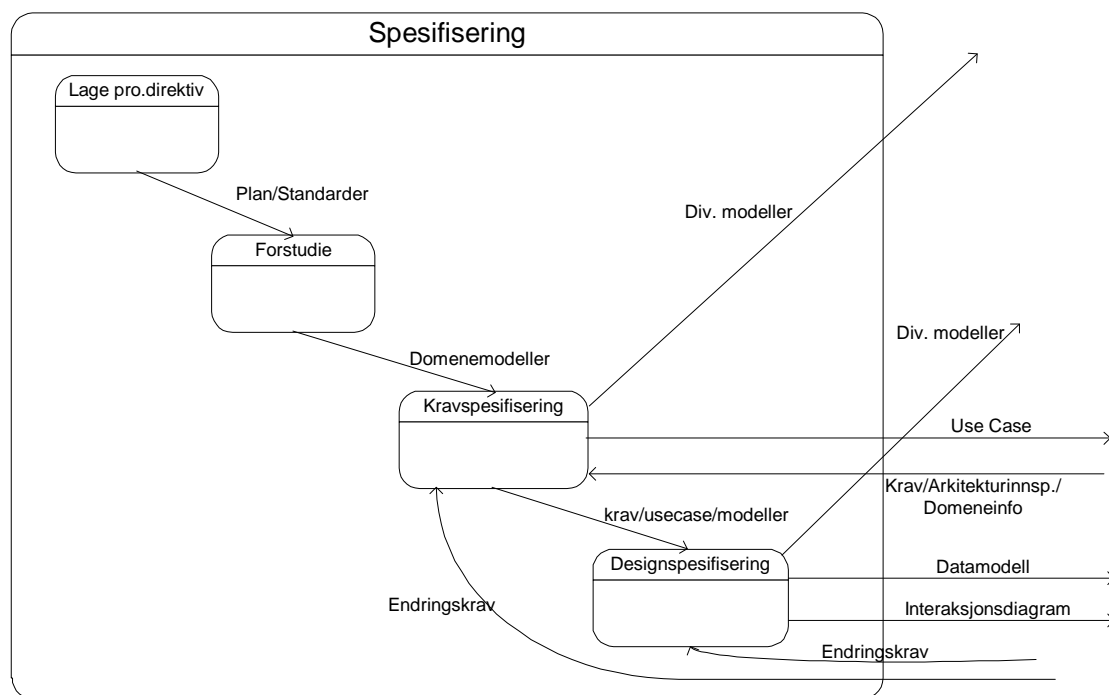 Spesifisering
Lage pro.direktiv
Plan/Standarder
Div. modeller
Forstudie
Div. modeller
Domenemodeller
Kravspesifisering
Use Case
Krav/Arkitekturinnsp./
Domeneinfo
krav/usecase/modeller
Designspesifisering
Datamodell
Endringskrav
Interaksjonsdiagram
Endringskrav